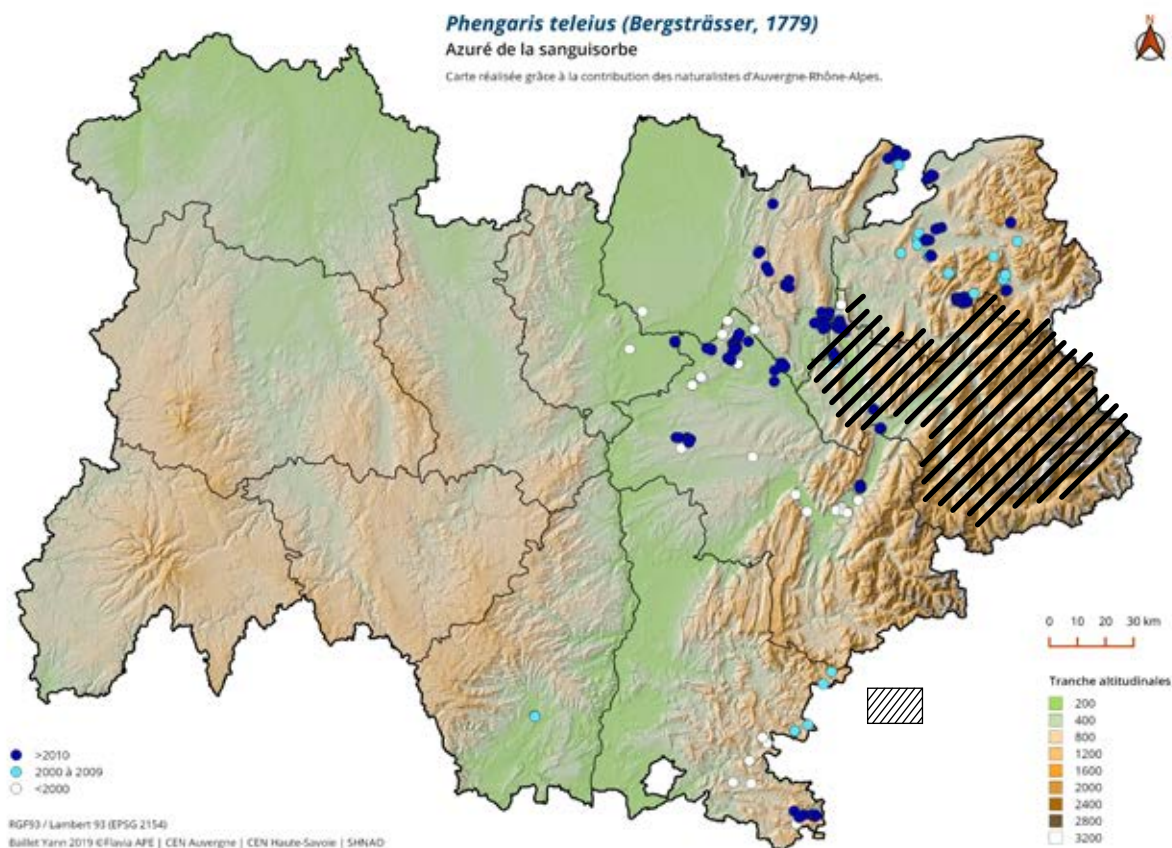 Phengaris teleius (Bergsträsser, 1779)
Azuré de la sanguisorbe
Carte réalisée grâce à la contribution des naturalistes d'Auvergne-Rhône-Alpes.
N
0 10 20 30 km
Tranche altitudinales
200
400
800
1200
1600
2000
2400
2800
3200
>2010
2000 à 2009
<2000
RGF93 / Lambert 93 (EPSG 2154)
Baillet Yann 2019 ©Flavia APE | CEN Auvergne | CEN Haute-Savoie | SHNAO